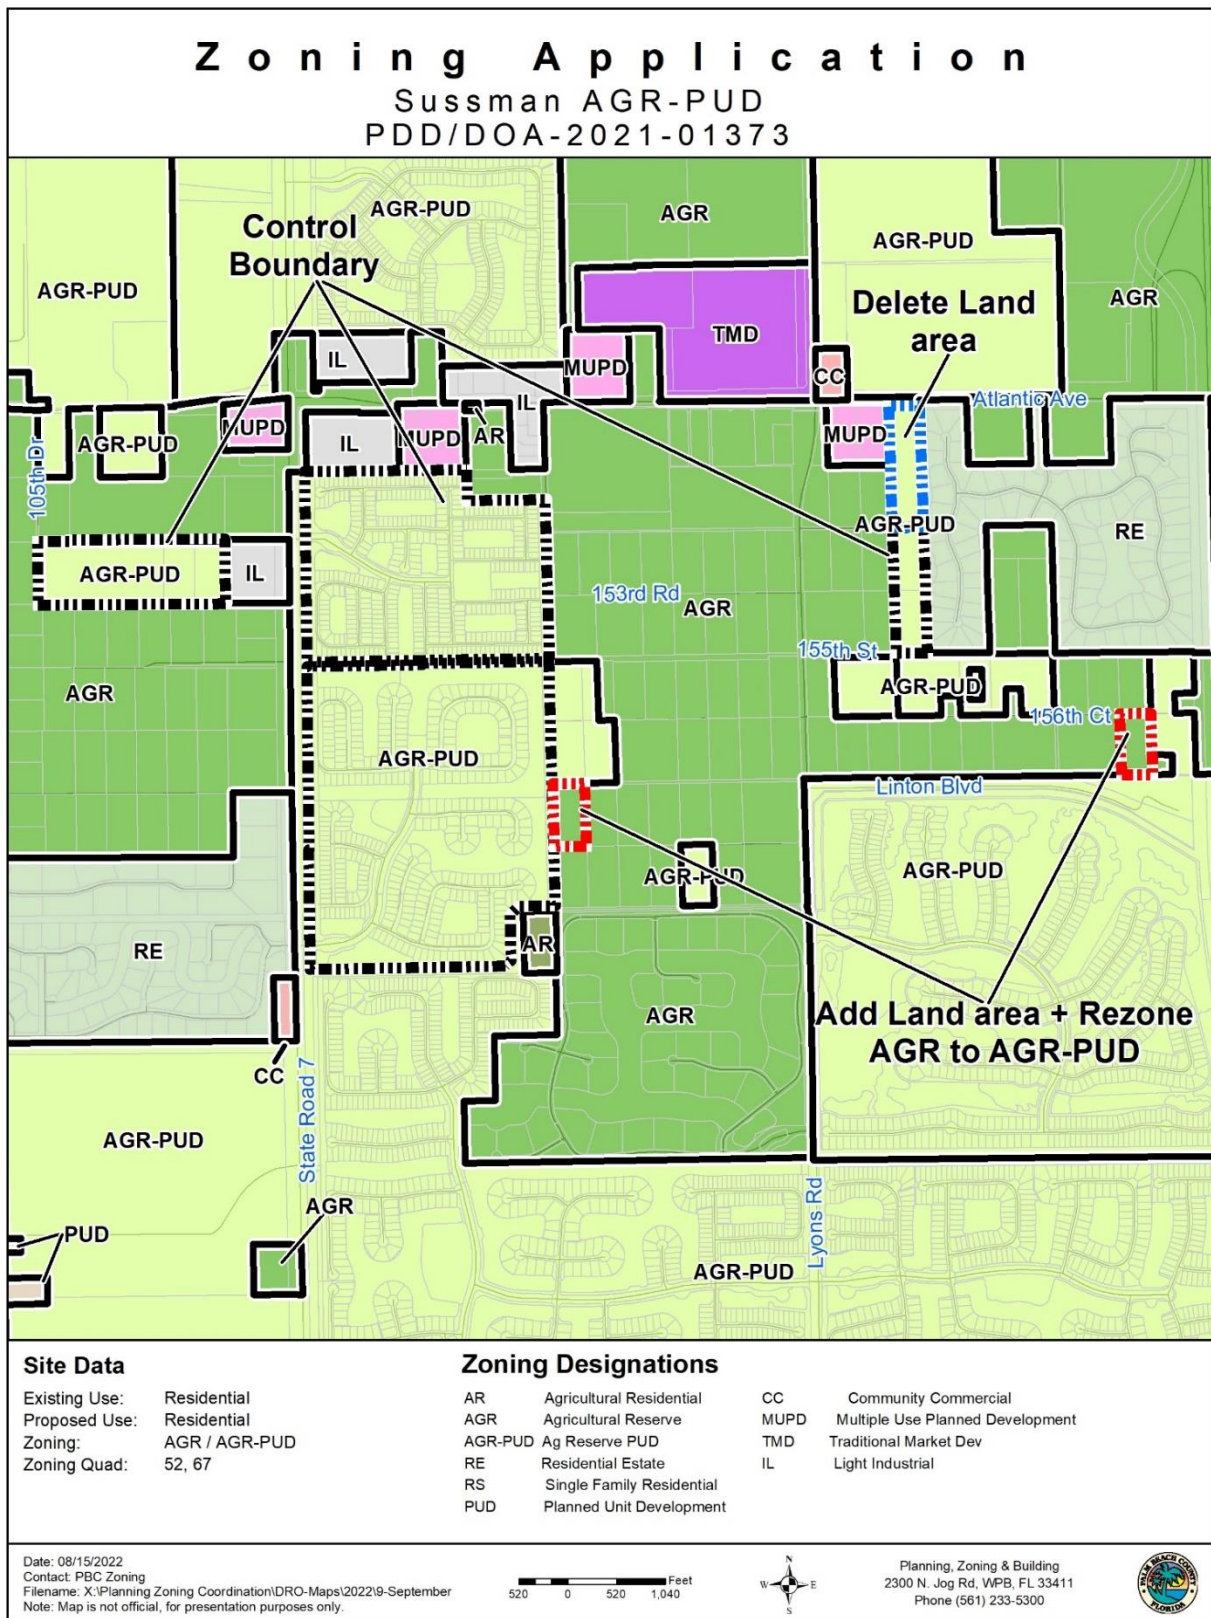 Zoning Application
Sussman AGR-PUD
PDD/DOA-2021-01373
AGR-PUD
AGR
Control
Boundary
AGR-PUD
AGR-PUD
AGR
Delete Land
area
TMD
IL
MUPD
CC
IL
Atlantic Ave
MUPD
MUPD
AR
MUPD
AGR-PUD
IL
105th Dr
AGR-PUD
RE
AGR-PUD
IL
153rd Rd
AGR
155th St
AGR-PUD
AGR
156th Ct
AGR-PUD
Linton Blvd
AGR-PUD
AGR-PUD
RE
AR
AGR
Add Land area + Rezone
AGR to AGR-PUD
CC
State Road 7
AGR-PUD
AGR
Lyons Rd
PUD
AGR-PUD
Site Data
Existing Use: Residential
Proposed Use: Residential
Zoning: AGR / AGR-PUD
Zoning Quad: 52, 67
Zoning Designations
AR Agricultural Residential
AGR Agricultural Reserve
AGR-PUD Ag Reserve PUD
RE Residential Estate
RS Single Family Residential
PUD Planned Unit Development
CC Community Commercial
MUPD Multiple Use Planned Development
TMD Traditional Market Dev
IL Light Industrial
Date: 08/15/2022
Contact: PBC Zoning
Filename: X:\Planning Zoning Coordination\DRO-Maps\2022\9-September
Note: Map is not official, for presentation purposes only.
Feet
520 0 520 1,040
N
W E
S
Planning, Zoning & Building
2300 N. Jog Rd, WPB, FL 33411
Phone (561) 233-5300
PALM BEACH COUNTY
FLORIDA